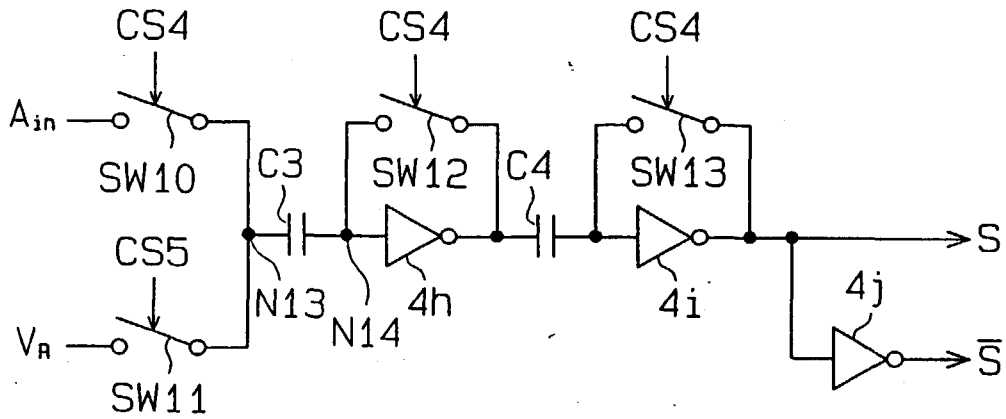 CS4 CS4 CS4
Ain
SW10 C3 SW12 C4 SW13
CS5 S
N13 N14 4h 4i 4j
VR
SW11 S̅